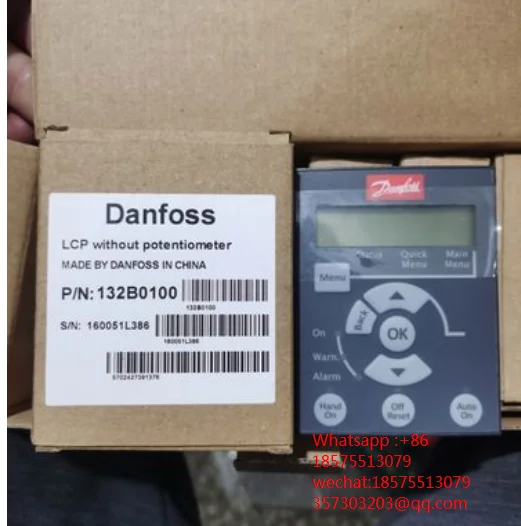 Danfoss
LCP without potentiometer
MADE BY DANFOSS IN CHINA
P/N: 132B0100
132B0100
S/N: 160051L386
160051L386
5702427391376
Danfoss
Status
Quick Menu
Main Menu
Menu
Back
OK
On
Warn.
Alarm
Hand On
Off Reset
Auto On
Whatsapp :+86
18575513079
wechat:18575513079
357303203@qq.com